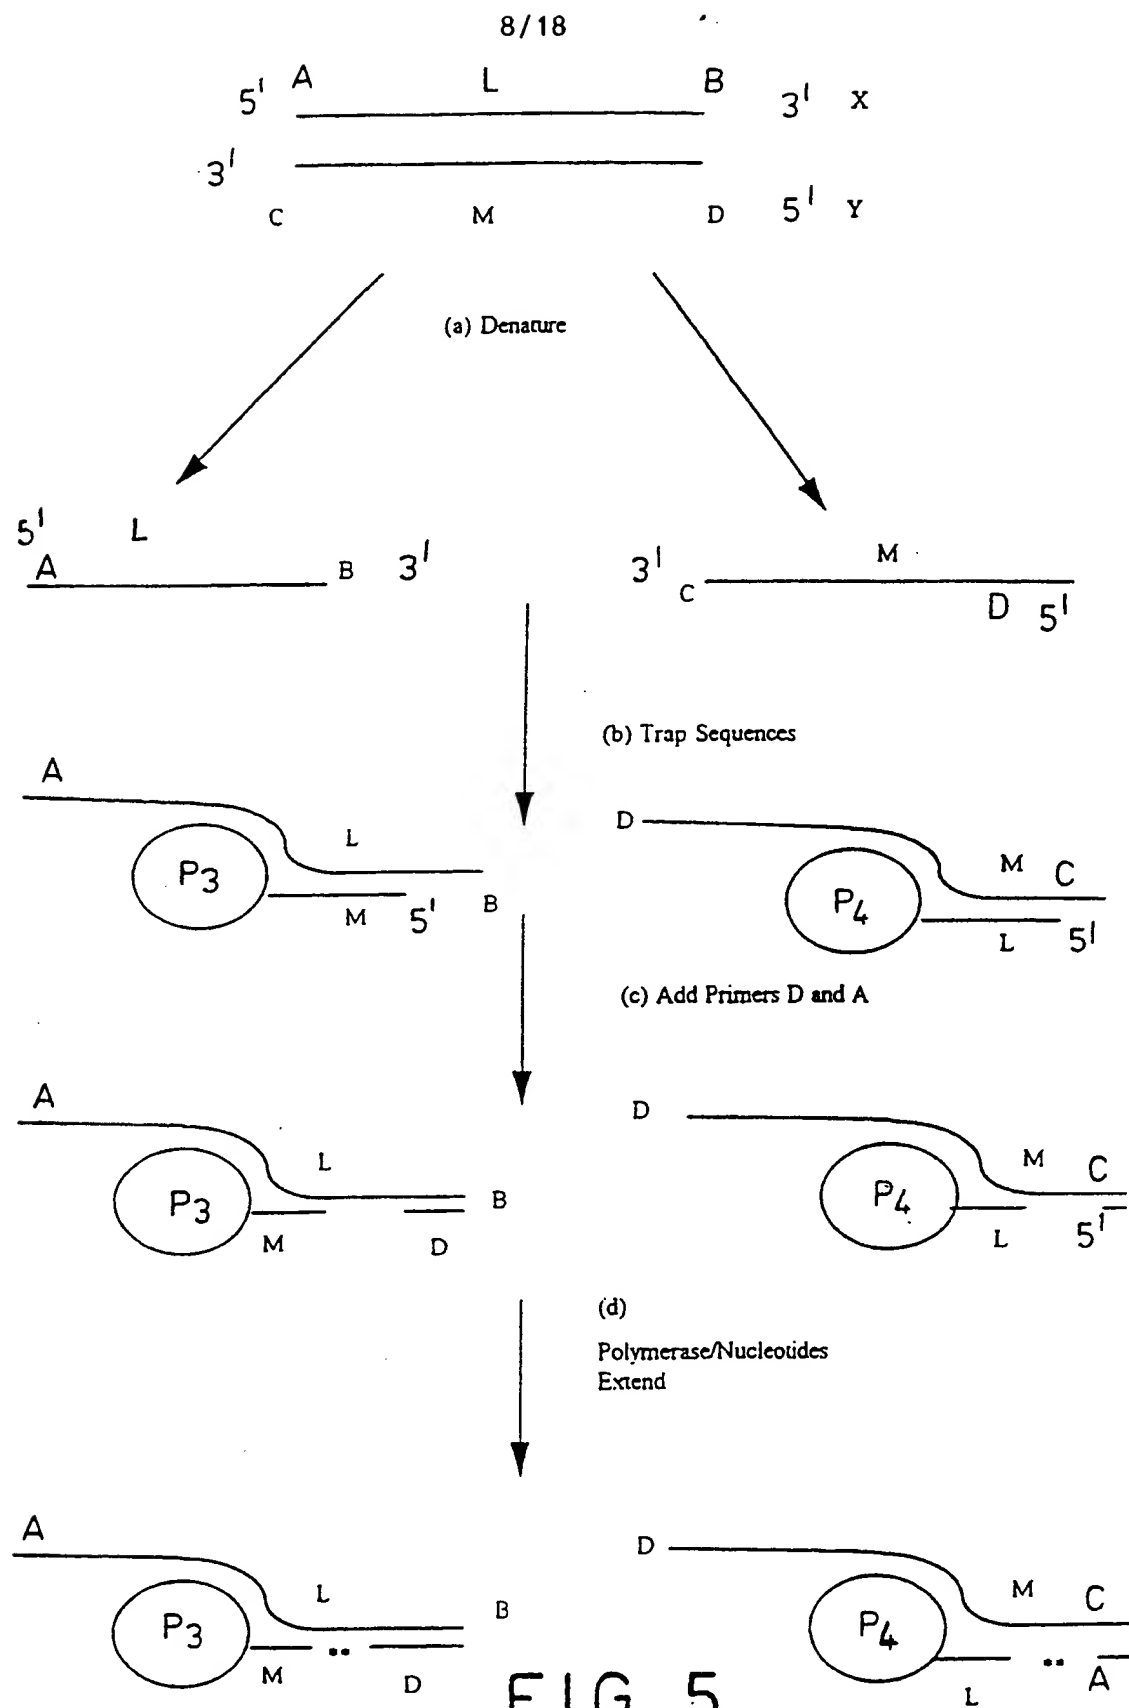 8/18
5' A L B 3' X
3' C M D 5' Y
(a) Denature
5' L
A B 3'
3' C M D 5'
(b) Trap Sequences
A
P3 L
M 5' B
D
P4 M C
L 5'
(c) Add Primers D and A
A
P3 L B
M D
D
P4 M C
L 5'
(d)
Polymerase/Nucleotides
Extend
A
P3 L B
M D
D
P4 M C
L A
FIG 5